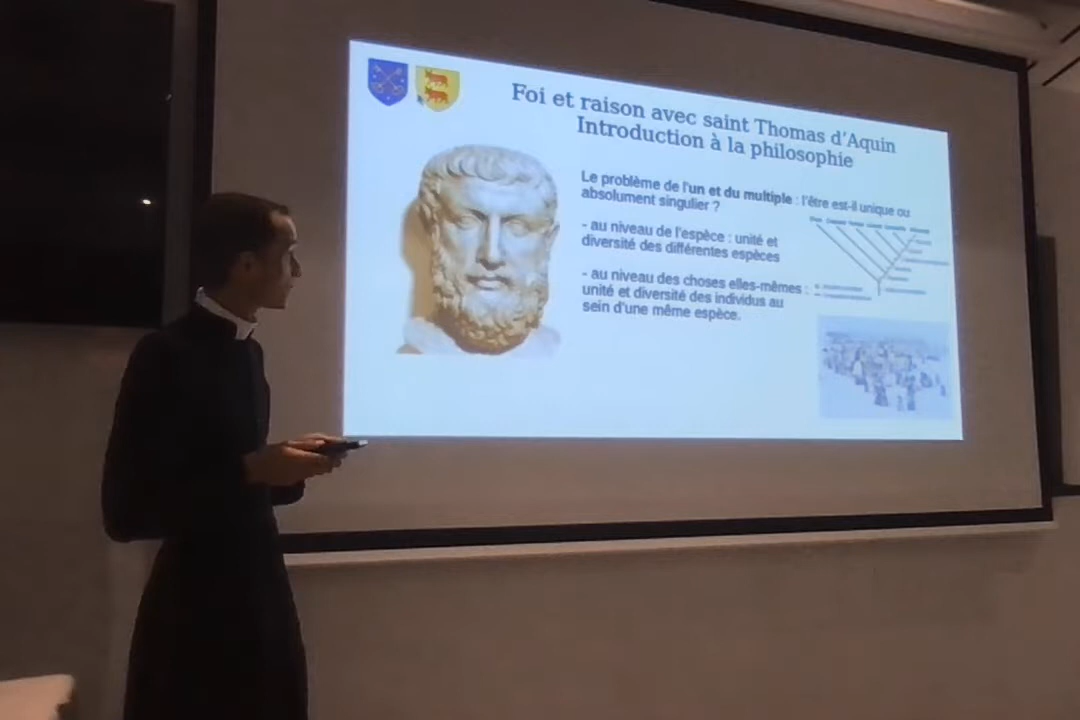 Foi et raison avec saint Thomas d'Aquin
Introduction à la philosophie
Le problème de l'un et du multiple : l'être est-il unique ou
absolument singulier ?
- au niveau de l'espèce : unité et
diversité des différentes espèces
- au niveau des choses elles-mêmes :
unité et diversité des individus au
sein d'une même espèce.